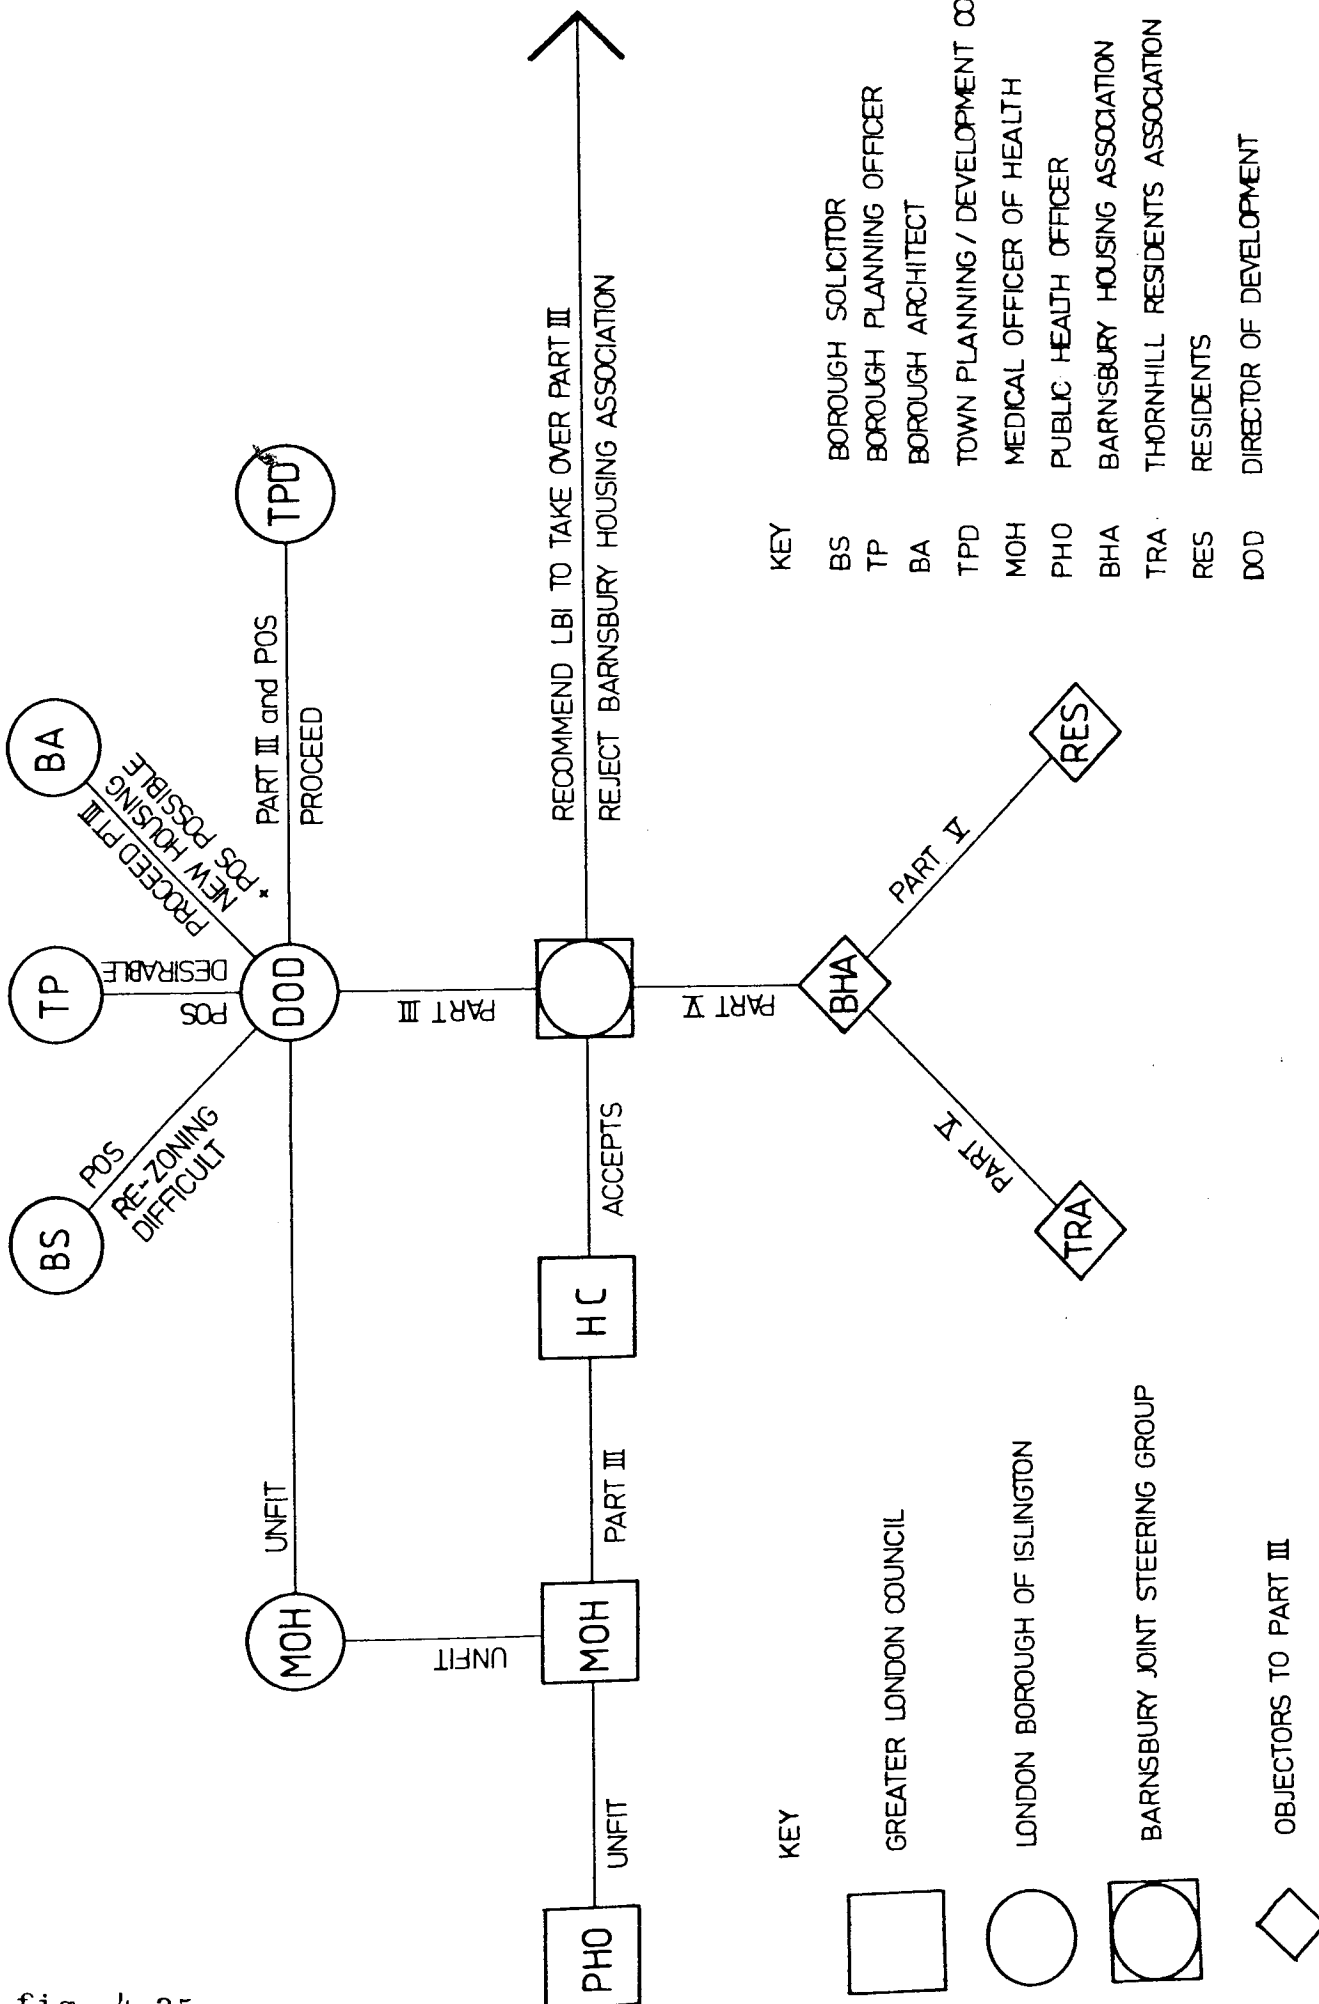 BS
TP
BA
POS
RE-ZONING
DIFFICULT
POS
DESIRABLE
PROCEED PT III
NEW HOUSING
POS POSSIBLE
MOH
UNFIT
DOD
PART III and POS
PROCEED
TPD
UNFIT
PART III
PHO
UNFIT
MOH
PART III
HC
ACCEPTS
RECOMMEND LBI TO TAKE OVER PART III
REJECT BARNSBURY HOUSING ASSOCIATION
PART V
BHA
PART V
TRA
PART V
RES
KEY
GREATER LONDON COUNCIL
LONDON BOROUGH OF ISLINGTON
BARNSBURY JOINT STEERING GROUP
OBJECTORS TO PART III
KEY
BS BOROUGH SOLICITOR
TP BOROUGH PLANNING OFFICER
BA BOROUGH ARCHITECT
TPD TOWN PLANNING / DEVELOPMENT
MOH MEDICAL OFFICER OF HEALTH
PHO PUBLIC HEALTH OFFICER
BHA BARNSBURY HOUSING ASSOCIATION
TRA THORNHILL RESIDENTS ASSOCIATION
RES RESIDENTS
DOD DIRECTOR OF DEVELOPMENT